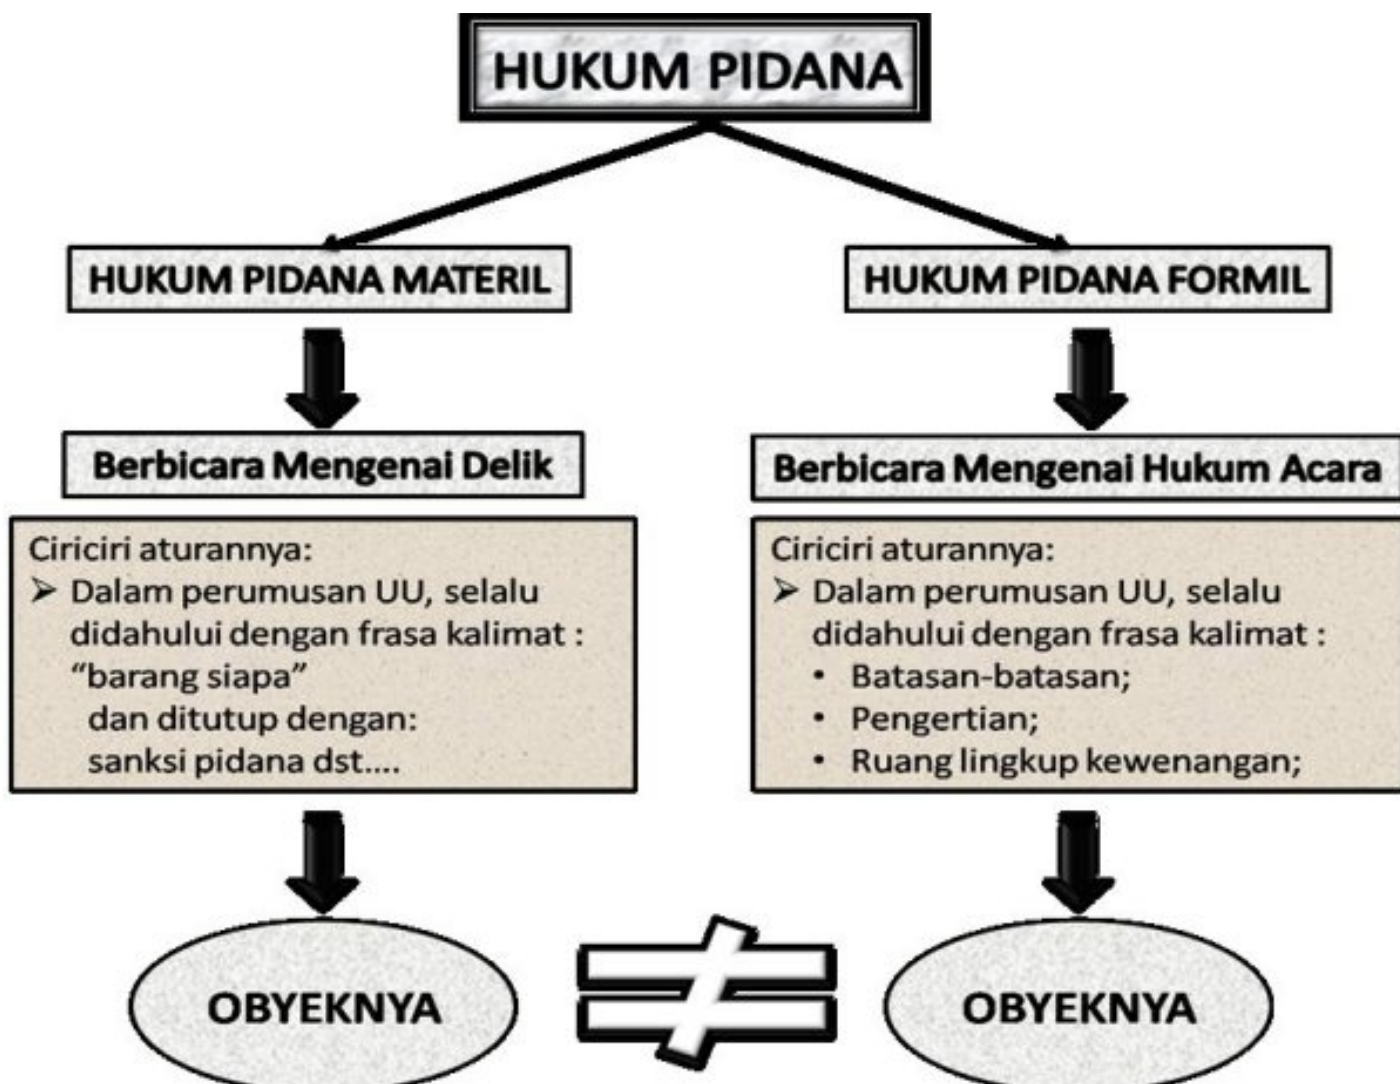 HUKUM PIDANA
HUKUM PIDANA MATERIL
Berbicara Mengenai Delik
Ciriciri aturannya:
➢ Dalam perumusan UU, selalu
didahului dengan frasa kalimat :
“barang siapa”
dan ditutup dengan:
sanksi pidana dst....
OBYEKNYA
≠
HUKUM PIDANA FORMIL
Berbicara Mengenai Hukum Acara
Ciriciri aturannya:
➢ Dalam perumusan UU, selalu
didahului dengan frasa kalimat :
• Batasan-batasan;
• Pengertian;
• Ruang lingkup kewenangan;
OBYEKNYA